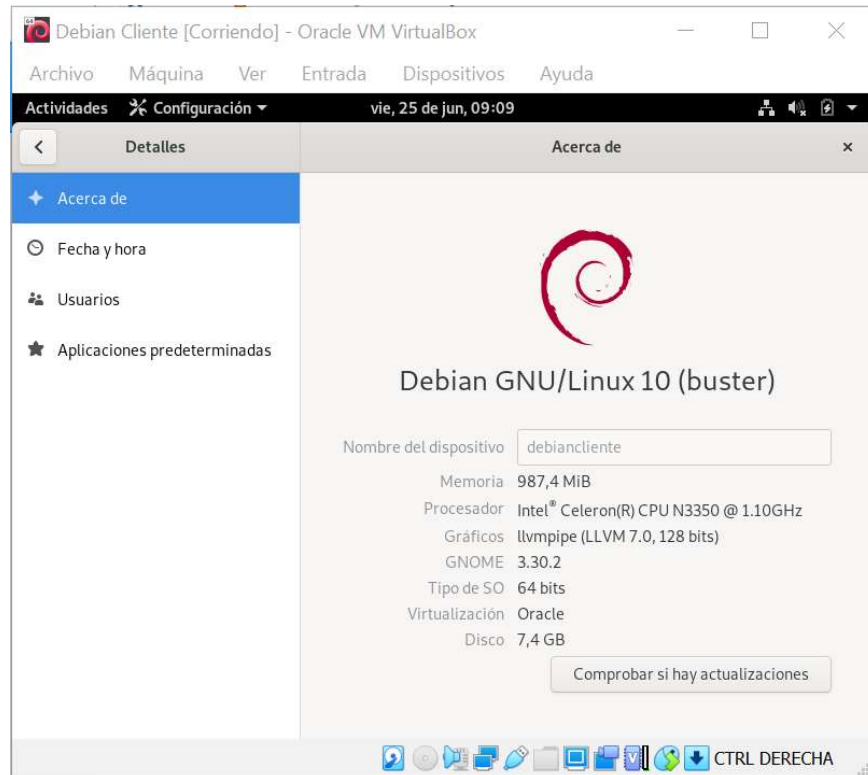 Debian Cliente [Corriendo] - Oracle VM VirtualBox
Archivo Máquina Ver Entrada Dispositivos Ayuda
Actividades Configuración vie, 25 de jun, 09:09
Detalles Acerca de
Acerca de
Fecha y hora
Usuarios
Aplicaciones predeterminadas
Debian GNU/Linux 10 (buster)
Nombre del dispositivo debiancliente
Memoria 987,4 MiB
Procesador Intel® Celeron(R) CPU N3350 @ 1.10GHz
Gráficos llvmpipe (LLVM 7.0, 128 bits)
GNOME 3.30.2
Tipo de SO 64 bits
Virtualización Oracle
Disco 7,4 GB
Comprobar si hay actualizaciones
CTRL DERECHA